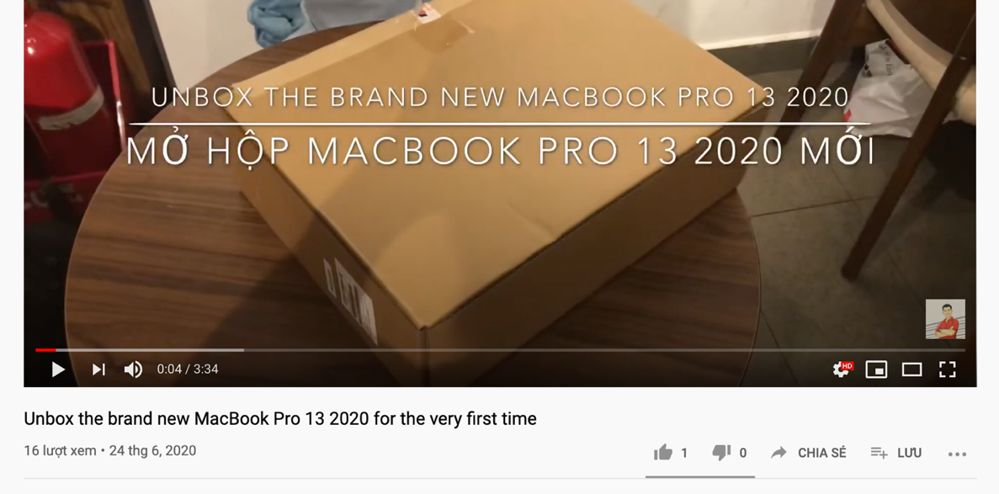 UNBOX THE BRAND NEW MACBOOK PRO 13 2020
MỞ HỘP MACBOOK PRO 13 2020 MỚI
0:04 / 3:34
HD
Unbox the brand new MacBook Pro 13 2020 for the very first time
16 lượt xem • 24 thg 6, 2020
1 0 CHIA SẺ LƯU